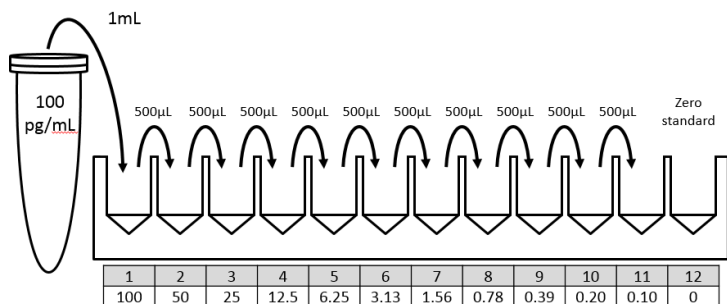 1mL
100
pg/mL
500µL 500µL 500µL 500µL 500µL 500µL 500µL 500µL 500µL 500µL
Zero
standard
1 2 3 4 5 6 7 8 9 10 11 12
100 50 25 12.5 6.25 3.13 1.56 0.78 0.39 0.20 0.10 0